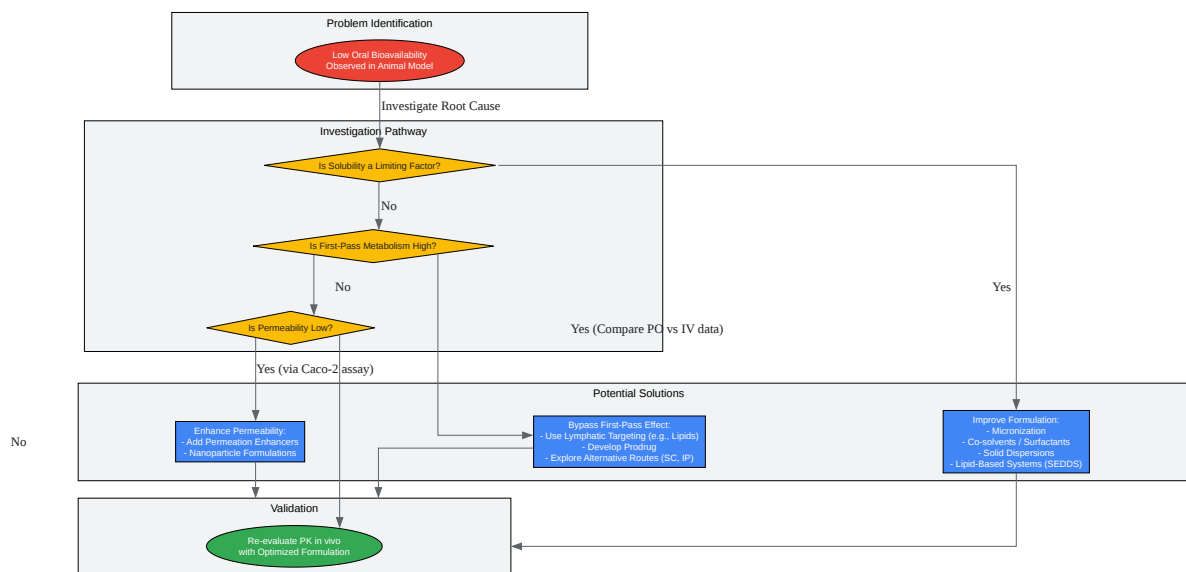 Problem Identification
Low Oral Bioavailability
Observed in Animal Model
Investigate Root Cause
Investigation Pathway
Is Solubility a Limiting Factor?
No
Is First-Pass Metabolism High?
No
Yes
Is Permeability Low?
Yes (Compare PO vs IV data)
Yes (via Caco-2 assay)
Potential Solutions
Enhance Permeability:
- Add Permeation Enhancers
- Nanoparticle Formulations
Bypass First-Pass Effect:
- Use Lymphatic Targeting (e.g., Lipids)
- Develop Prodrug
- Explore Alternative Routes (SC, IP)
Improve Formulation:
- Micronization
- Co-solvents / Surfactants
- Solid Dispersions
- Lipid-Based Systems (SEDDS)
No
Validation
Re-evaluate PK in vivo
with Optimized Formulation